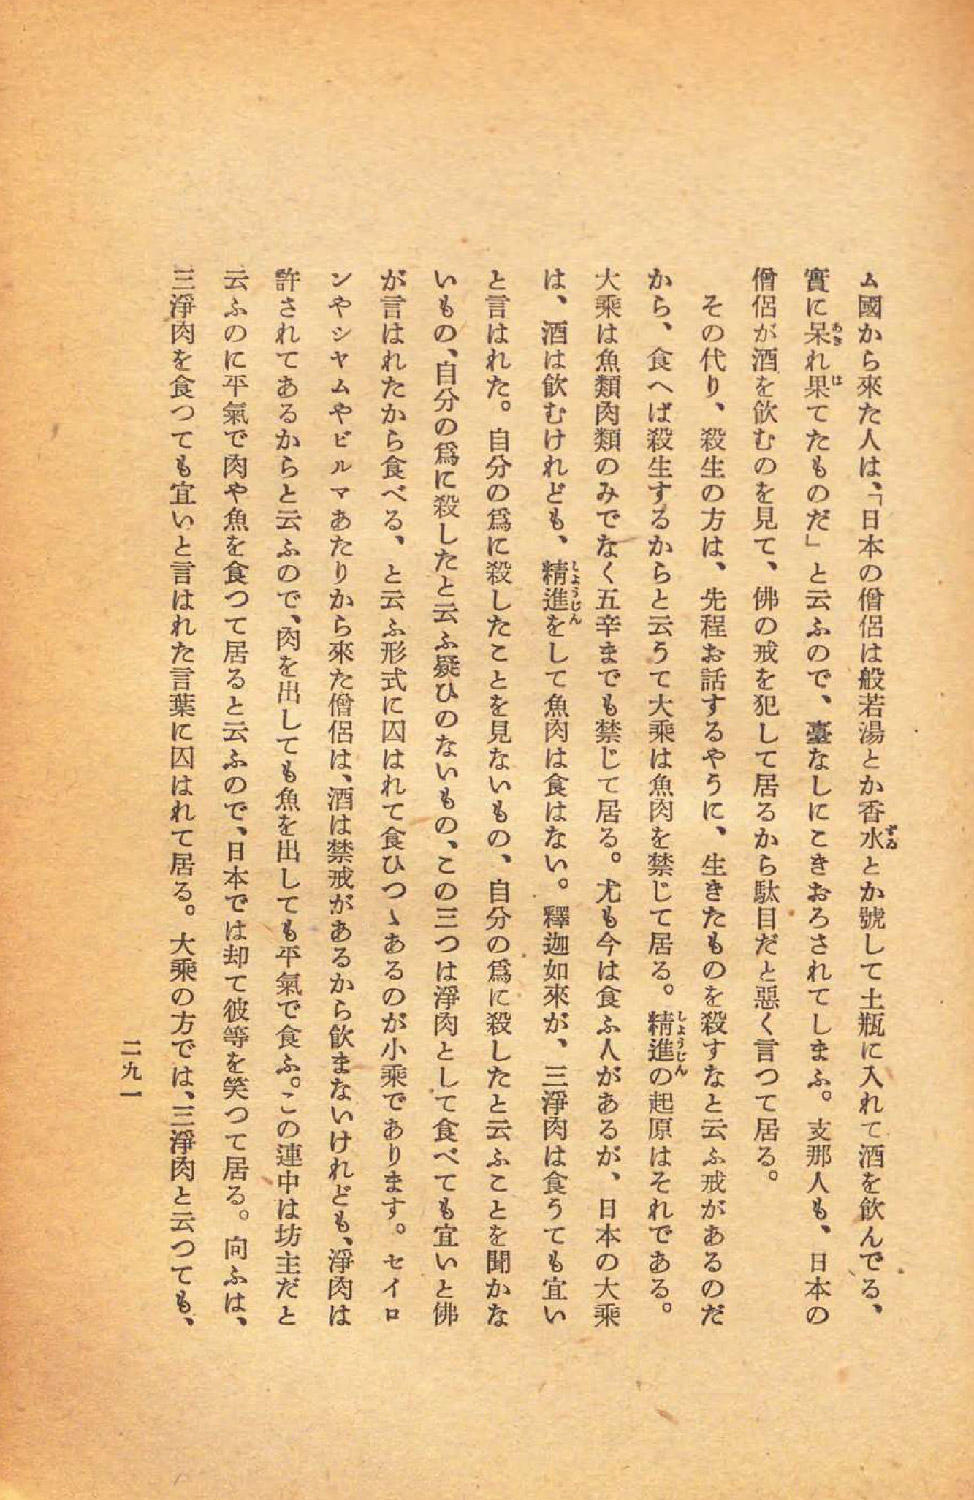 ム國から來た人は、「日本の僧侶は般若湯とか香水とか號して土瓶に入れて酒を飮んでる、
實に呆れ果てたものだ」と云ふので、臺なしにこきおろされてしまふ。支那人も、日本の
僧侶が酒を飮むのを見て、佛の戒を犯して居るから駄目だと惡く言つて居る。
その代り、殺生の方は、先程お話するやうに、生きたものを殺すなと云ふ戒があるのだ
から、食へば殺生するからと云うて大乘は魚肉を禁じて居る。精進の起原はそれである。
大乘は魚類肉類のみでなく五辛までも禁じて居る。尤も今は食ふ人があるが、日本の大乘
は、酒は飮むけれども、精進をして魚肉は食はない。釋迦如來が、三淨肉は食うても宜い
と言はれた。自分の爲に殺したことを見ないもの、自分の爲に殺したと云ふことを聞かな
いもの、自分の爲に殺したと云ふ疑ひのないもの、この三つは淨肉として食べても宜いと佛
が言はれたから食べる、と云ふ形式に囚はれて食ひつゝあるのが小乘であります。セイロ
ンやシヤムやビルマあたりから來た僧侶は、酒は禁戒があるから飮まないけれども、淨肉は
許されてあるからと云ふので、肉を出しても魚を出しても平氣で食ふ。この連中は坊主だと
云ふのに平氣で肉や魚を食つて居ると云ふので、日本では却て彼等を笑つて居る。向ふは、
三淨肉を食つても宜いと言はれた言葉に囚はれて居る。大乘の方では、三淨肉と云つても、
二九一